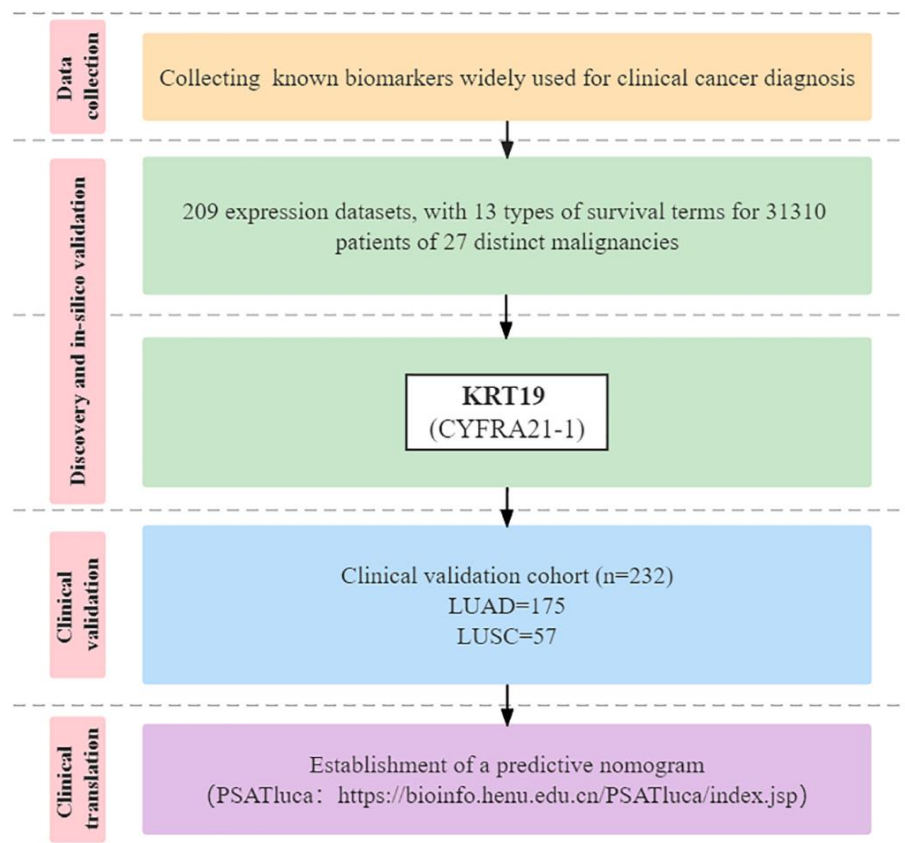 Data
collection
Collecting known biomarkers widely used for clinical cancer diagnosis
Discovery and in-silico validation
209 expression datasets, with 13 types of survival terms for 31310
patients of 27 distinct malignancies
KRT19
(CYFRA21-1)
Clinical
validation
Clinical validation cohort (n=232)
LUAD=175
LUSC=57
Clinical
translation
Establishment of a predictive nomogram
(PSATluca：https://bioinfo.henu.edu.cn/PSATluca/index.jsp)